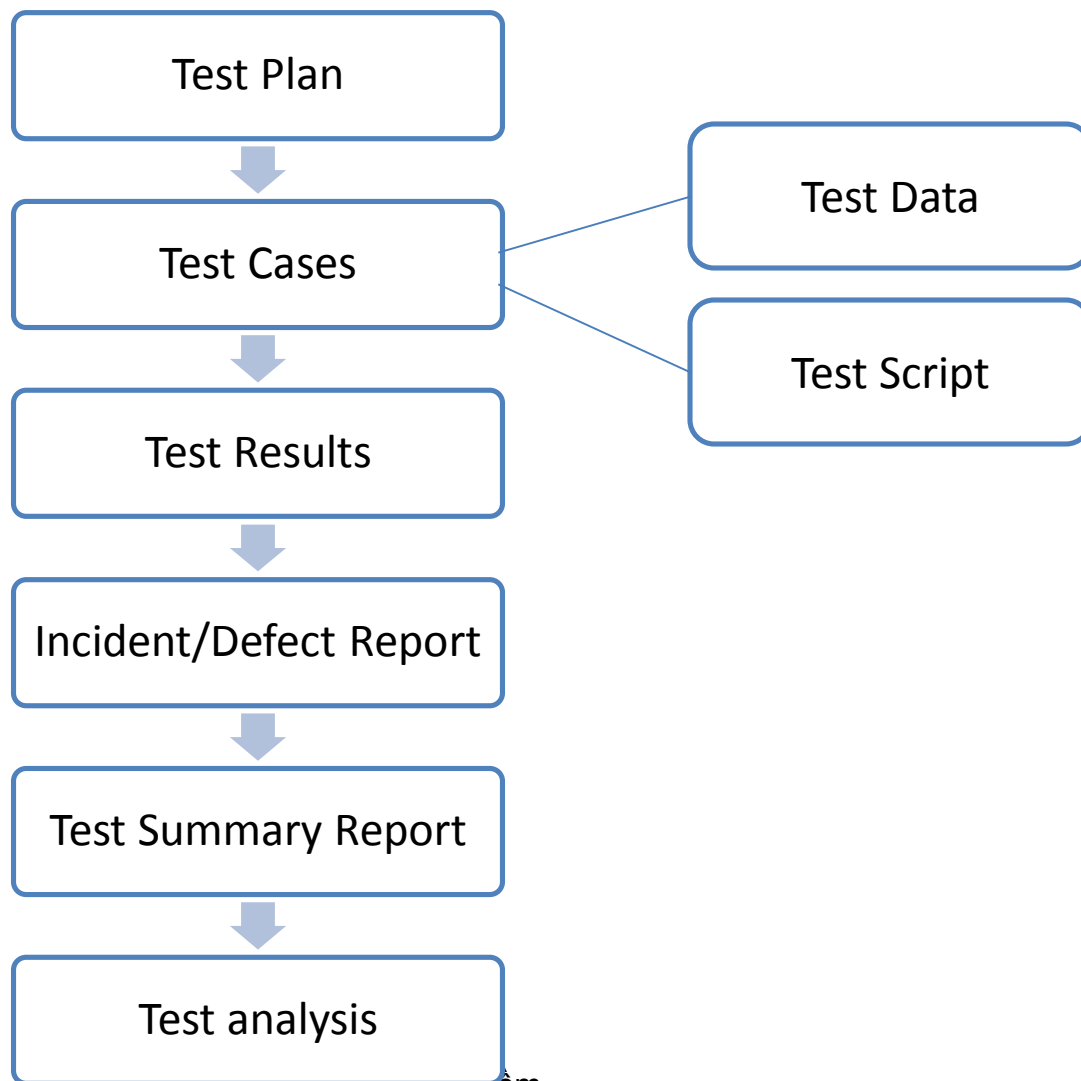 Test Plan
Test Data
Test Cases
Test Script
Test Results
Incident/Defect Report
Test Summary Report
Test analysis